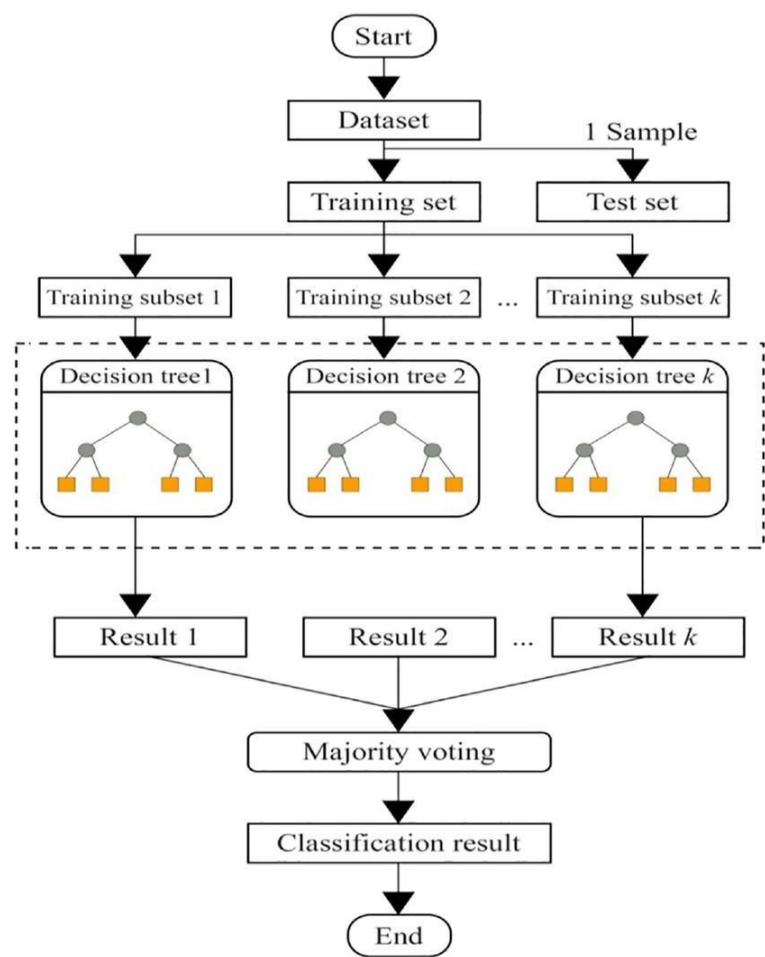 Start
Dataset
1 Sample
Training set
Test set
Training subset 1
Training subset 2
...
Training subset k
Decision tree1
Decision tree 2
Decision tree k
Result 1
Result 2
...
Result k
Majority voting
Classification result
End